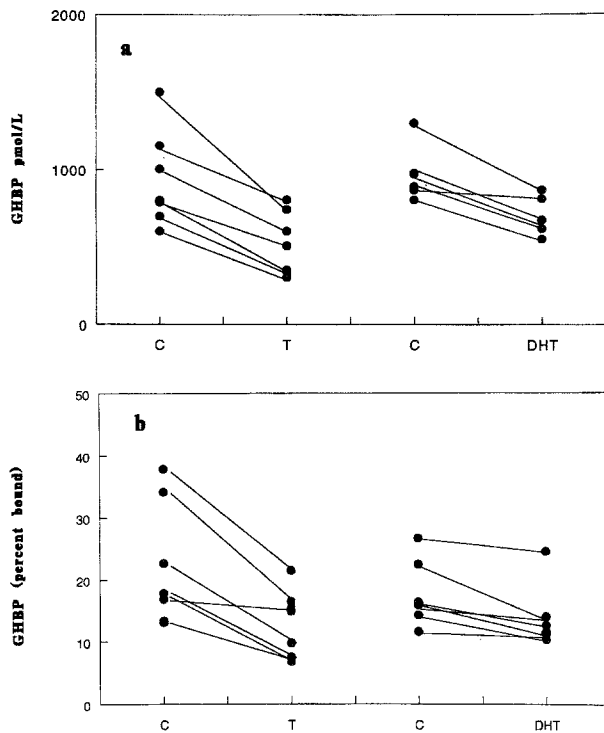 2000
a
GHBP pmol/L
1000
0
C
T
C
DHT
50
b
40
GHBP (percent bound)
30
20
10
0
C
T
C
DHT